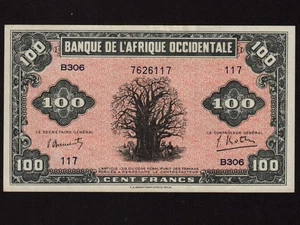 100 BANQUE DE L'AFRIQUE OCCIDENTALE 100
B306 7626117 117
100 100
LE SECRÉTAIRE GÉNÉRAL LE CONTRÔLEUR GÉNÉRAL
117 B306
100 CENT FRANCS 100